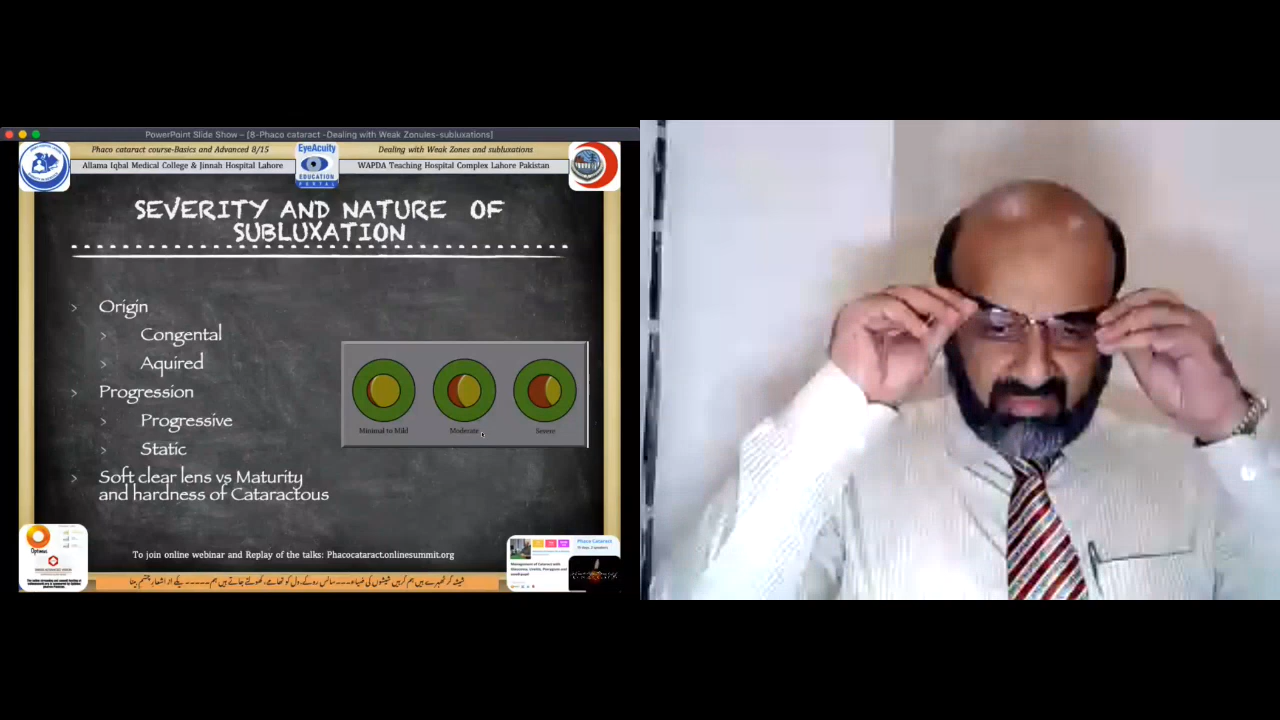 PowerPoint Slide Show – [8-Phaco cataract -Dealing with Weak Zonules-subluxations]
Phaco cataract course-Basics and Advanced 8/15
Dealing with Weak Zones and subluxations
Allama Iqbal Medical College & Jinnah Hospital Lahore
EyeAcuity
EDUCATION
PORTAL
WAPDA Teaching Hospital Complex Lahore Pakistan
SEVERITY AND NATURE OF
SUBLUXATION
> Origin
> Congental
> Aquired
> Progression
> Progressive
> Static
> Soft clear lens vs Maturity
and hardness of Cataractous
Minimal to Mild
Moderate
Severe
To join online webinar and Replay of the talks: Phacocataract.onlinesummit.org
Phaco Cataract